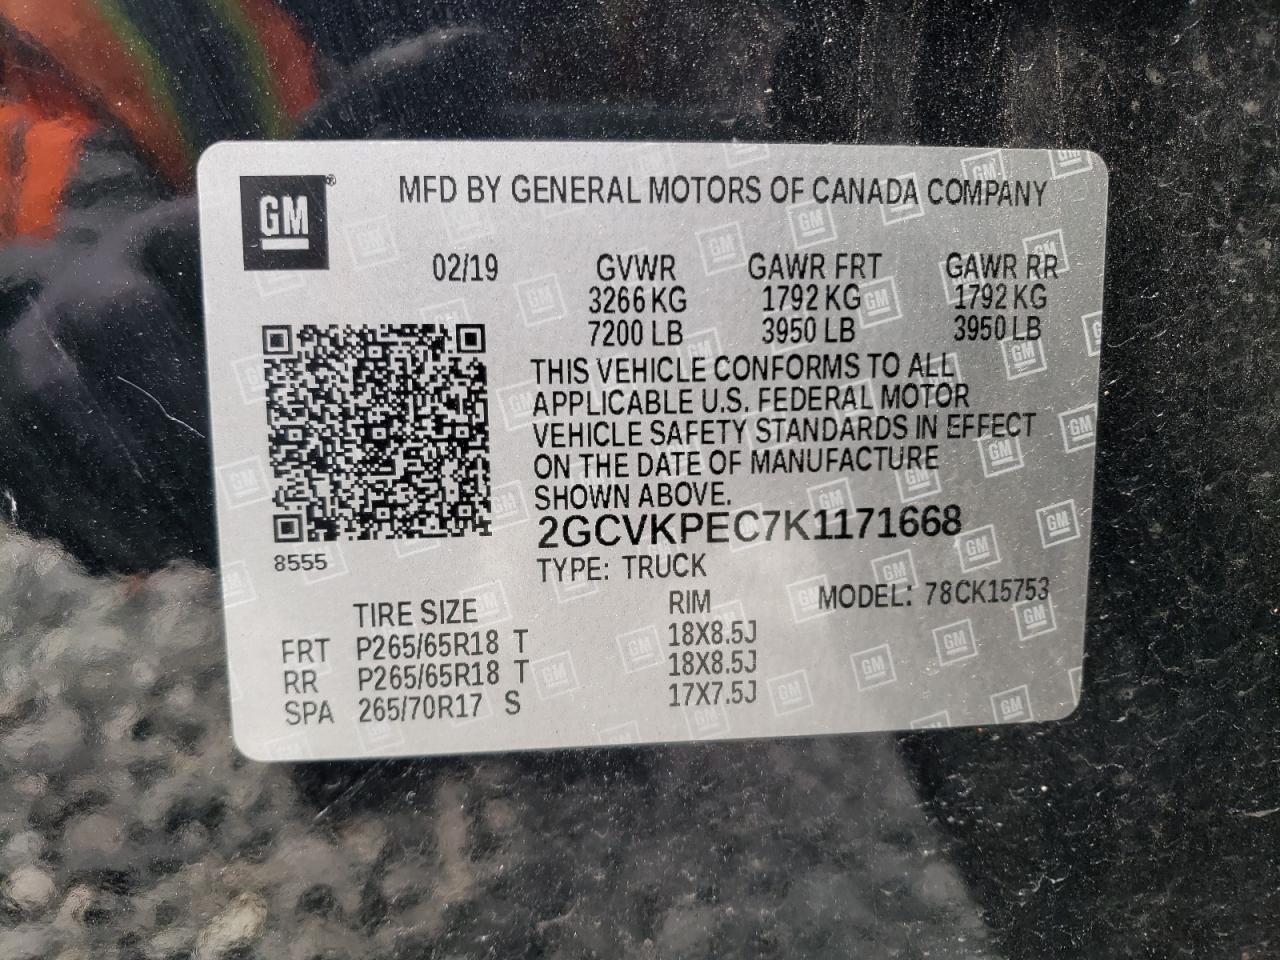 GM®
MFD BY GENERAL MOTORS OF CANADA COMPANY
02/19
GVWR GAWR FRT GAWR RR
3266 KG 1792 KG 1792 KG
7200 LB 3950 LB 3950 LB
THIS VEHICLE CONFORMS TO ALL
APPLICABLE U.S. FEDERAL MOTOR
VEHICLE SAFETY STANDARDS IN EFFECT
ON THE DATE OF MANUFACTURE
SHOWN ABOVE.
2GCVKPEC7K1171668
8555
TYPE: TRUCK
MODEL: 78CK15753
TIRE SIZE RIM
FRT P265/65R18 T 18X8.5J
RR P265/65R18 T 18X8.5J
SPA 265/70R17 S 17X7.5J